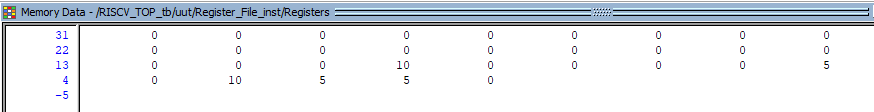 Memory Data - /RISCV_TOP_tb/uut/Register_File_inst/Registers
31 0 0 0 0 0 0 0 0 0
22 0 0 0 0 0 0 0 0 0
13 0 0 0 10 0 0 0 0 5
4 0 10 5 5 0
-5